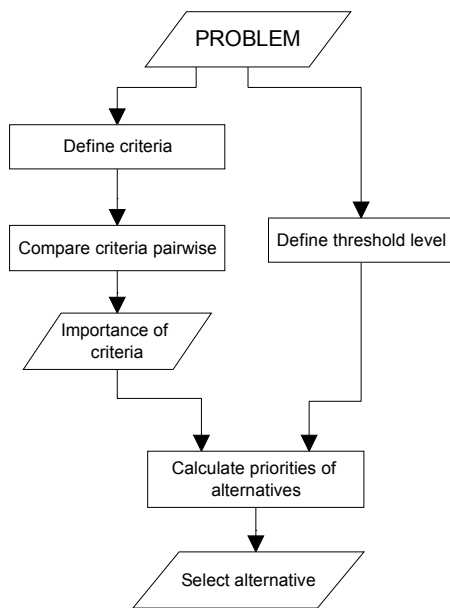 PROBLEM
Define criteria
Compare criteria pairwise
Define threshold level
Importance of
criteria
Calculate priorities of
alternatives
Select alternative